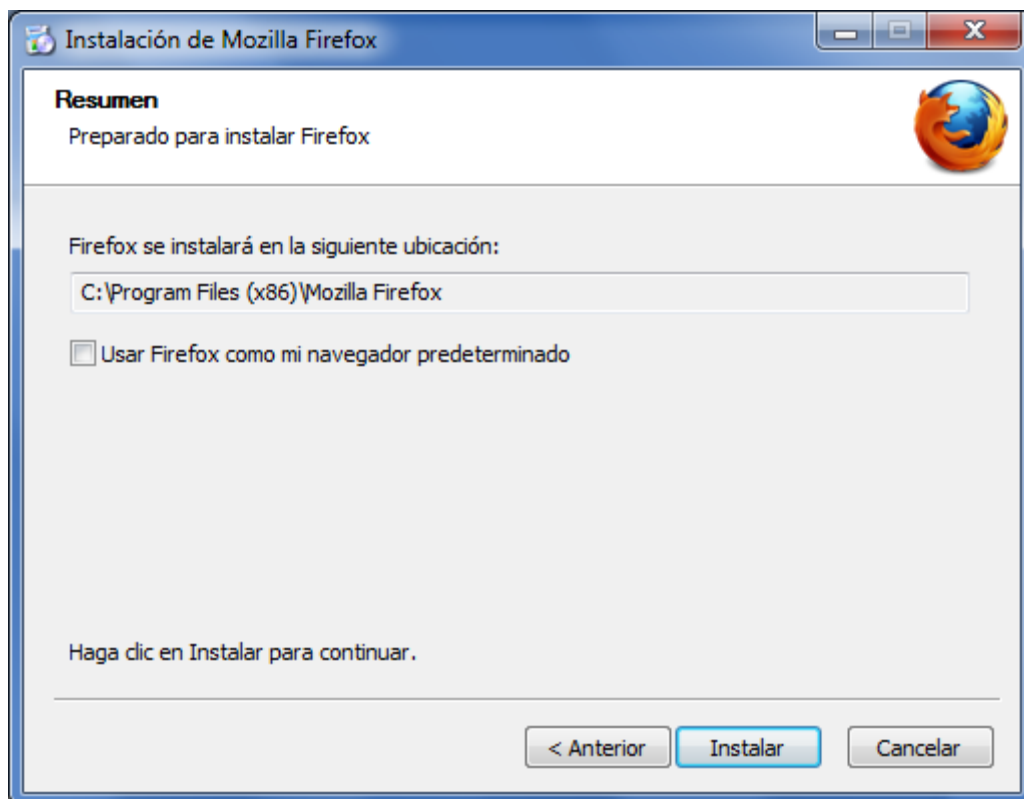 Instalación de Mozilla Firefox
Resumen
Preparado para instalar Firefox
Firefox se instalará en la siguiente ubicación:
C:\Program Files (x86)\Mozilla Firefox
Usar Firefox como mi navegador predeterminado
Haga clic en Instalar para continuar.
< Anterior
Instalar
Cancelar